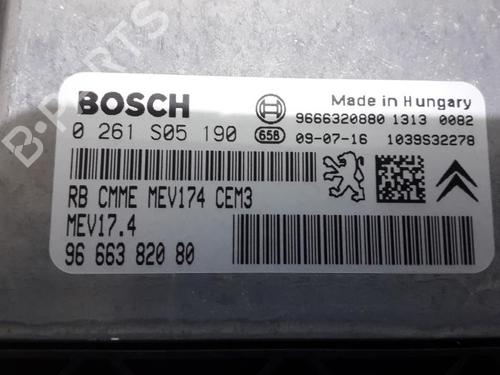 B-PARTS
BOSCH
Made in Hungary
9666320880 1313 0082
0 261 S05 190
658
09-07-16
1039S32278
RB CMME MEV174 CEM3
MEV17.4
96 663 820 80